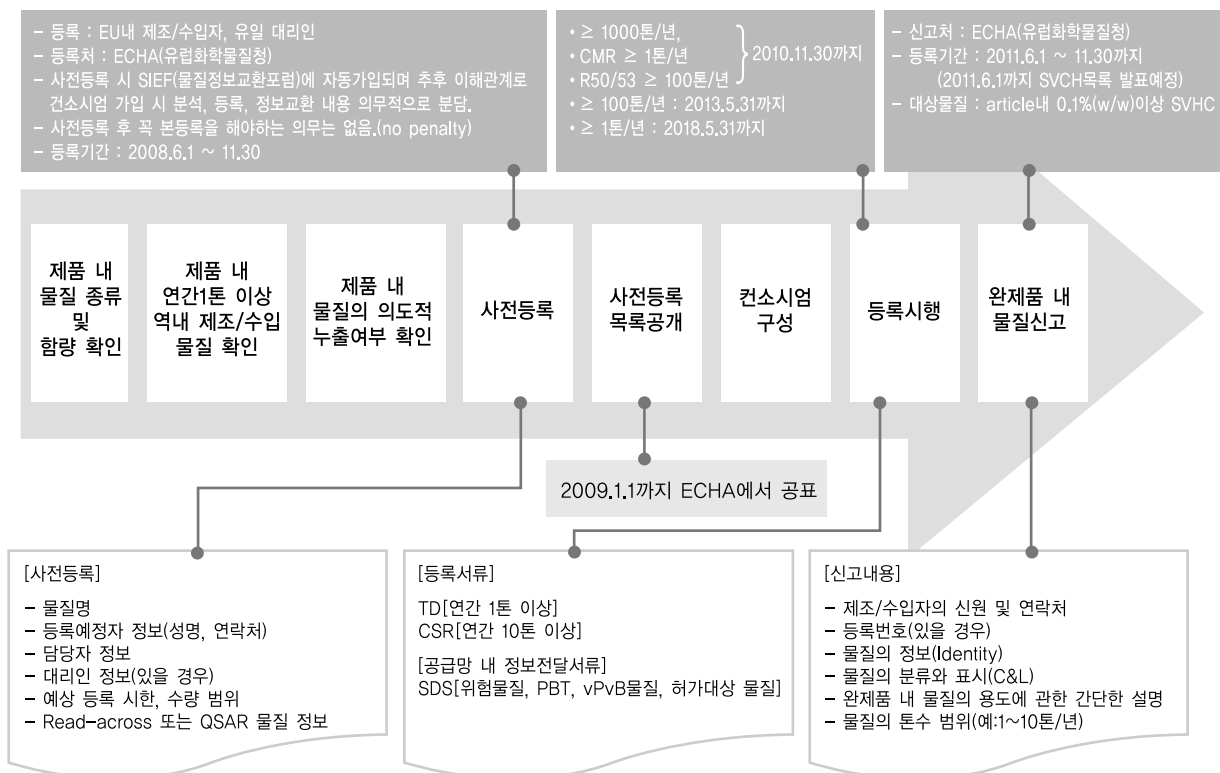 – 등록 : EU내 제조/수입자, 유일 대리인
– 등록처 : ECHA(유럽화학물질청)
– 사전등록 시 SIEF(물질정보교환포럼)에 자동가입되며 추후 이해관계로
컨소시엄 가입 시 분석, 등록, 정보교환 내용 의무적으로 분담.
– 사전등록 후 꼭 본등록을 해야하는 의무는 없음.(no penalty)
– 등록기간 : 2008.6.1 ~ 11.30
• ≥ 1000톤/년,
• CMR ≥ 1톤/년
• R50/53 ≥ 100톤/년
2010.11.30까지
• ≥ 100톤/년 : 2013.5.31까지
• ≥ 1톤/년 : 2018.5.31까지
– 신고처 : ECHA(유럽화학물질청)
– 등록기간 : 2011.6.1 ~ 11.30까지
(2011.6.1까지 SVCH목록 발표예정)
– 대상물질 : article내 0.1%(w/w)이상 SVHC
제품 내
물질 종류
및
함량 확인
제품 내
연간1톤 이상
역내 제조/수입
물질 확인
제품 내
물질의 의도적
누출여부 확인
사전등록
사전등록
목록공개
컨소시엄
구성
등록시행
완제품 내
물질신고
2009.1.1까지 ECHA에서 공표
[사전등록]
– 물질명
– 등록예정자 정보(성명, 연락처)
– 담당자 정보
– 대리인 정보(있을 경우)
– 예상 등록 시한, 수량 범위
– Read–across 또는 QSAR 물질 정보
[등록서류]
TD[연간 1톤 이상]
CSR[연간 10톤 이상]
[공급망 내 정보전달서류]
SDS[위험물질, PBT, vPvB물질, 허가대상 물질]
[신고내용]
– 제조/수입자의 신원 및 연락처
– 등록번호(있을 경우)
– 물질의 정보(Identity)
– 물질의 분류와 표시(C&L)
– 완제품 내 물질의 용도에 관한 간단한 설명
– 물질의 톤수 범위(예:1~10톤/년)